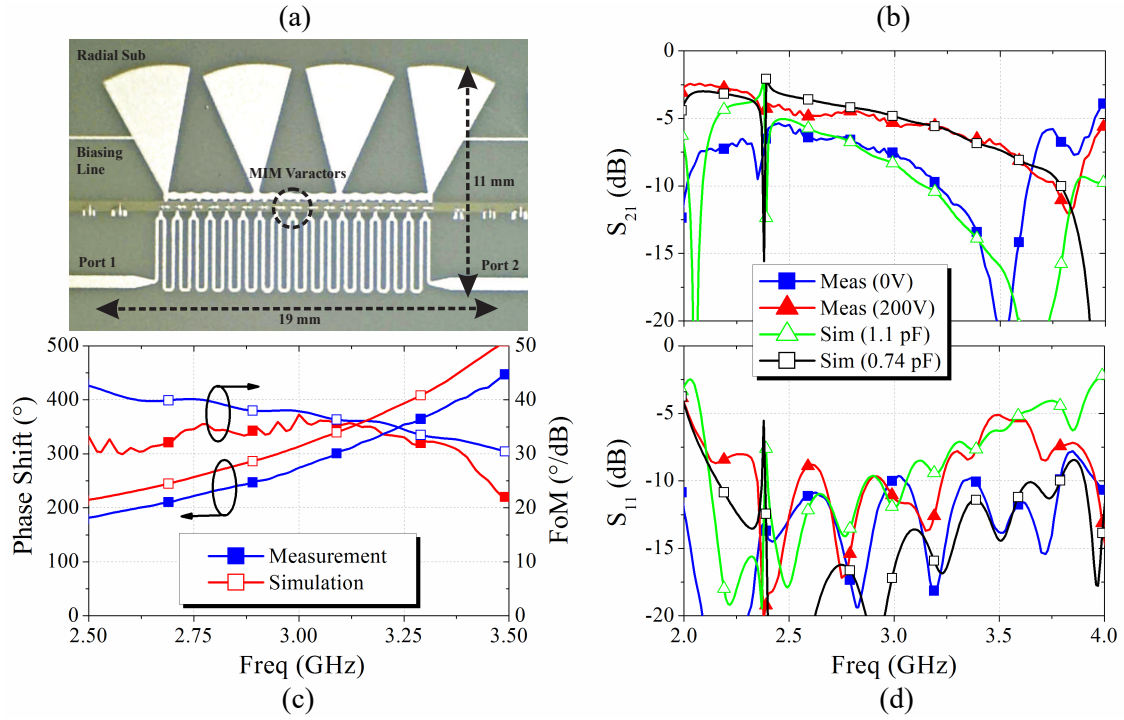 (a)
(b)
Radial Sub
Biasing
Line
MIM Varactors
11 mm
Port 1
Port 2
19 mm
0
-5
-10
-15
-20
S21 (dB)
Meas (0V)
Meas (200V)
Sim (1.1 pF)
Sim (0.74 pF)
500
400
300
200
100
0
Phase Shift (°)
50
40
30
20
10
0
FoM (°/dB)
Measurement
Simulation
2.50 2.75 3.00 3.25 3.50
Freq (GHz)
(c)
-5
-10
-15
-20
S11 (dB)
2.0 2.5 3.0 3.5 4.0
Freq (GHz)
(d)